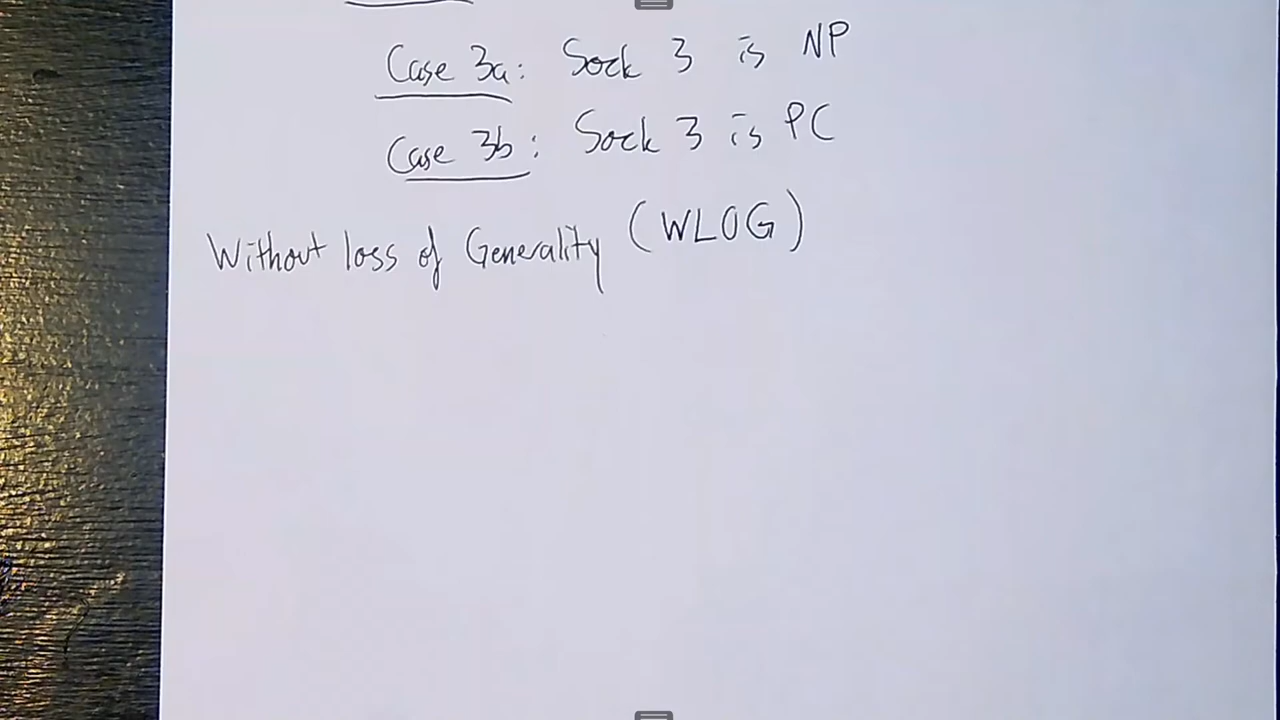 Case 3a: Sock 3 is NP
Case 3b: Sock 3 is PC
Without loss of Generality (WLOG)